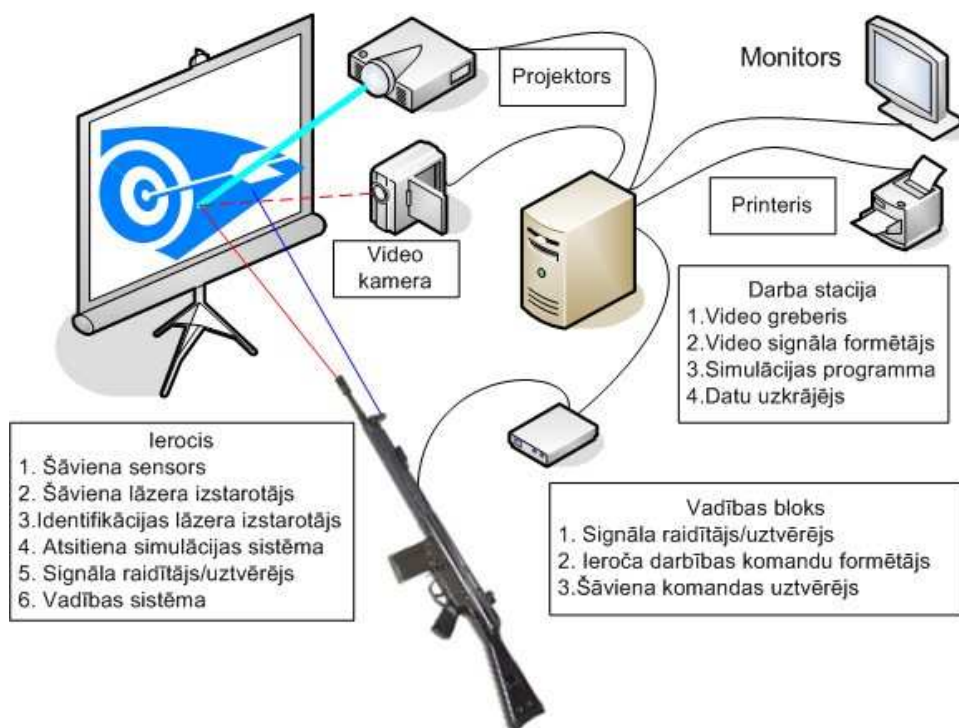 Projektors
Monitors
Video
kamera
Printeris
Darba stacija
1.Video greberis
2.Video signāla formētājs
3.Simulācijas programma
4.Datu uzkrājējs
Ierocis
1. Šāviena sensors
2. Šāviena lāzera izstarotājs
3.Identifikācijas lāzera izstarotājs
4. Atsitiena simulācijas sistēma
5. Signāla raidītājs/uztvērējs
6. Vadības sistēma
Vadības bloks
1. Signāla raidītājs/uztvērējs
2. Ieroča darbības komandu formētājs
3.Šāviena komandas uztvērējs